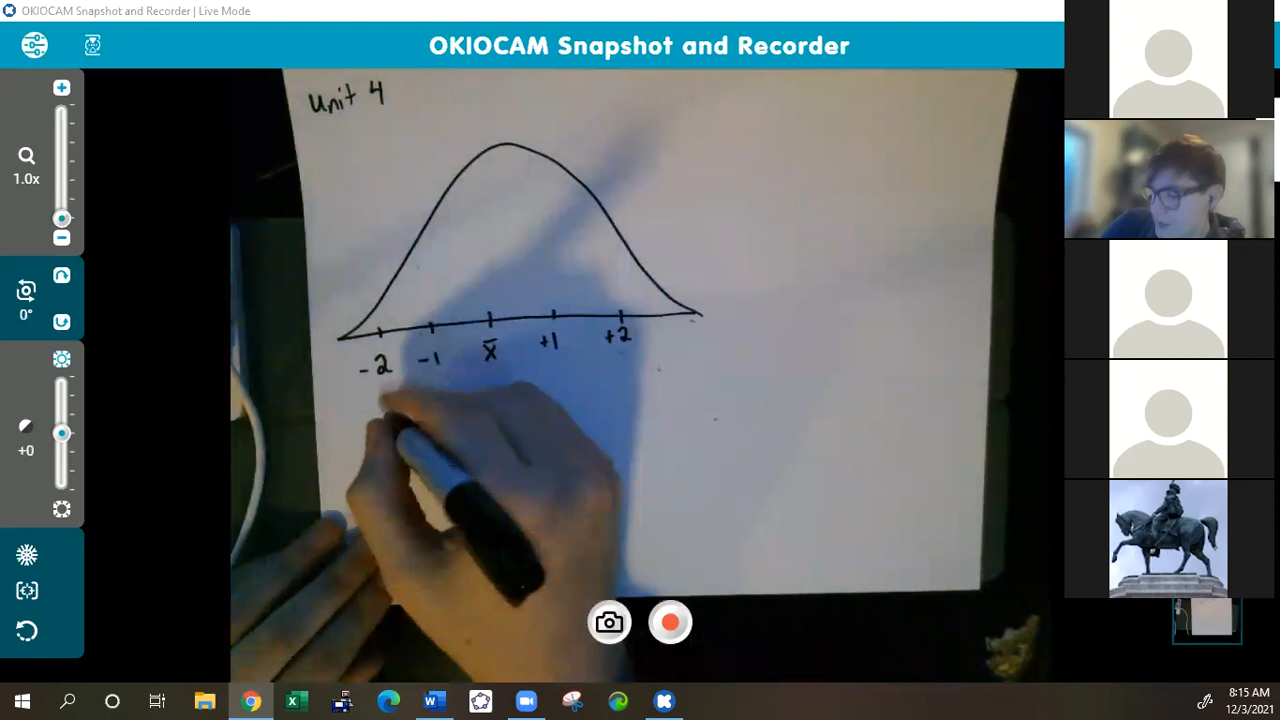 OKIOCAM Snapshot and Recorder | Live Mode
OKIOCAM Snapshot and Recorder
Unit 4
1.0x
0°
+0
-2 -1 x̄ +1 +2
8:15 AM
12/3/2021